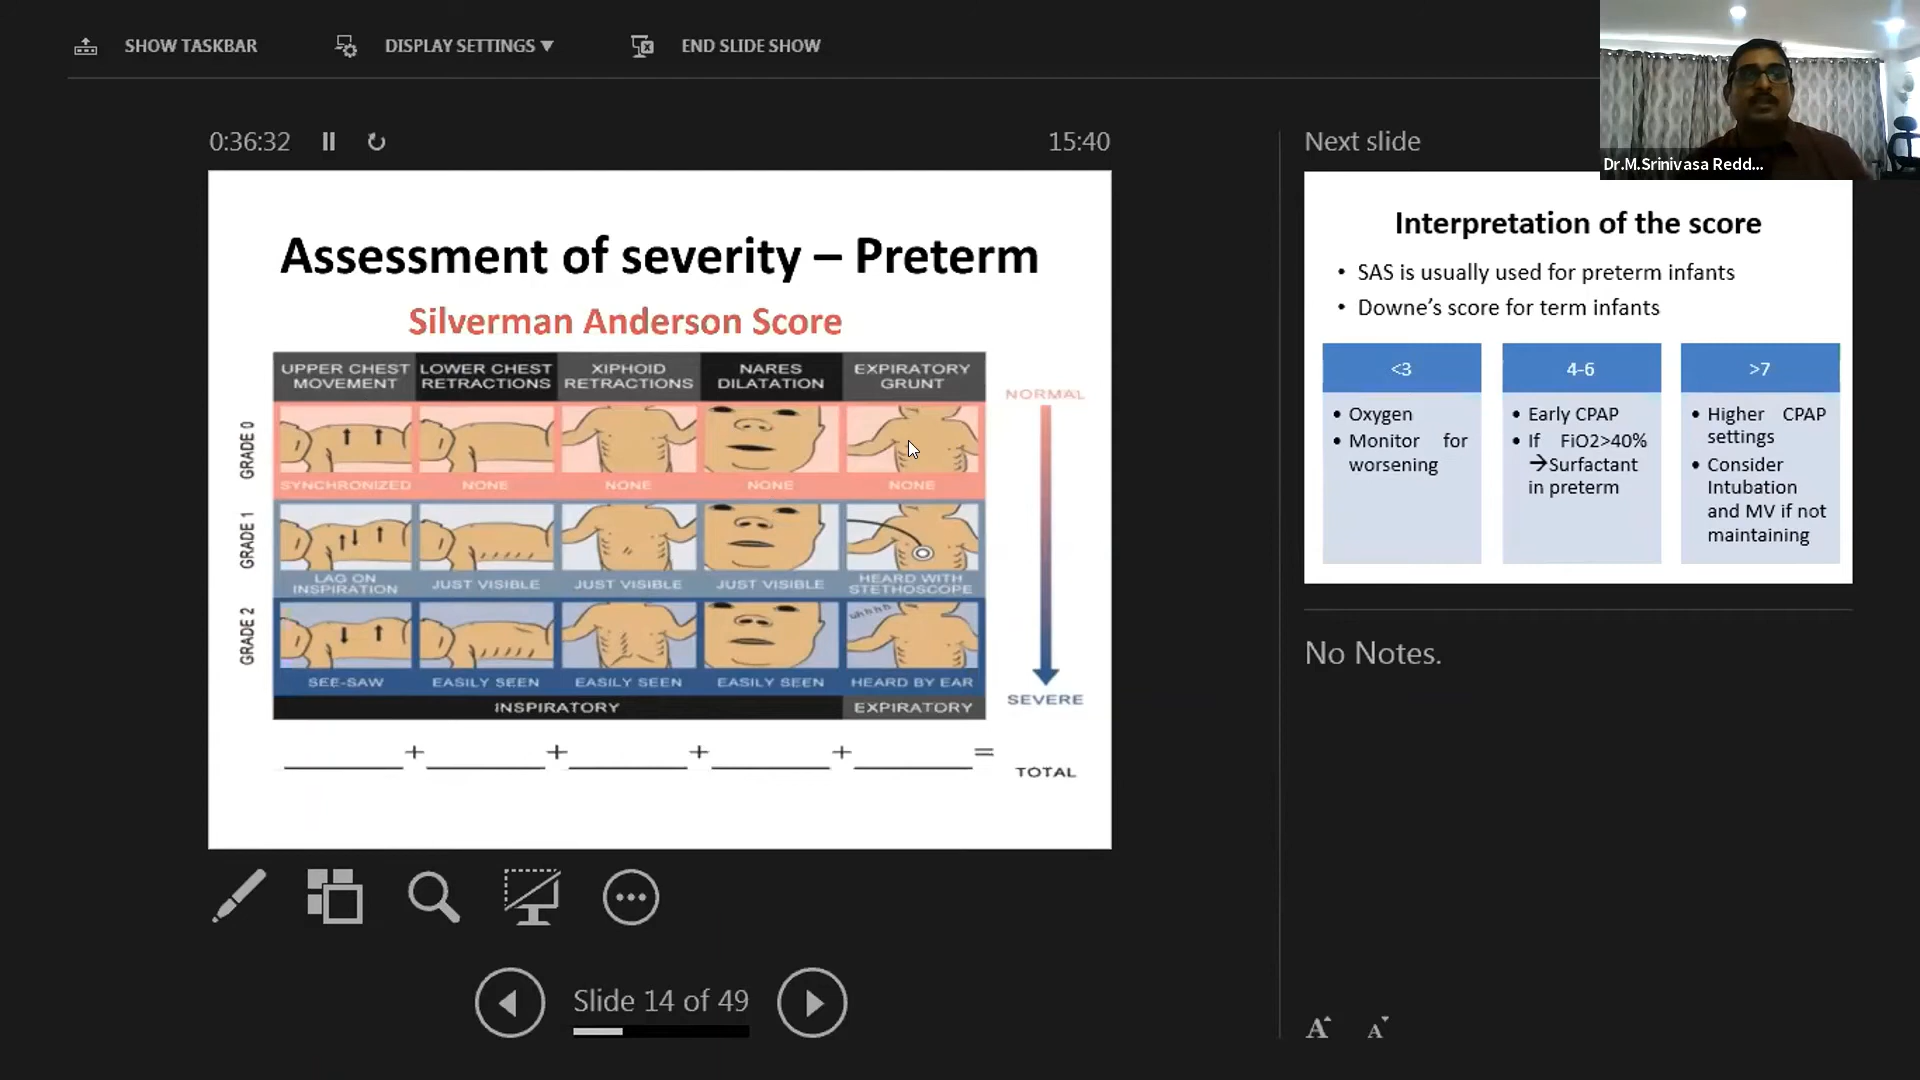 SHOW TASKBAR
DISPLAY SETTINGS ▼
END SLIDE SHOW
0:36:32
15:40
Next slide
Dr.M.Srinivasa Redd...
Assessment of severity – Preterm
Silverman Anderson Score
UPPER CHEST MOVEMENT
LOWER CHEST RETRACTIONS
XIPHOID RETRACTIONS
NARES DILATATION
EXPIRATORY GRUNT
NORMAL
GRADE 0
SYNCHRONIZED
NONE
NONE
NONE
NONE
GRADE 1
LAG ON INSPIRATION
JUST VISIBLE
JUST VISIBLE
JUST VISIBLE
HEARD WITH STETHOSCOPE
GRADE 2
uhhhh
SEE-SAW
EASILY SEEN
EASILY SEEN
EASILY SEEN
HEARD BY EAR
SEVERE
INSPIRATORY
EXPIRATORY
+ + + + =
TOTAL
Interpretation of the score
• SAS is usually used for preterm infants
• Downe's score for term infants
<3
• Oxygen
• Monitor for
worsening
4-6
• Early CPAP
• If FiO2>40%
→Surfactant
in preterm
>7
• Higher CPAP
settings
• Consider
Intubation
and MV if not
maintaining
No Notes.
Slide 14 of 49
A A